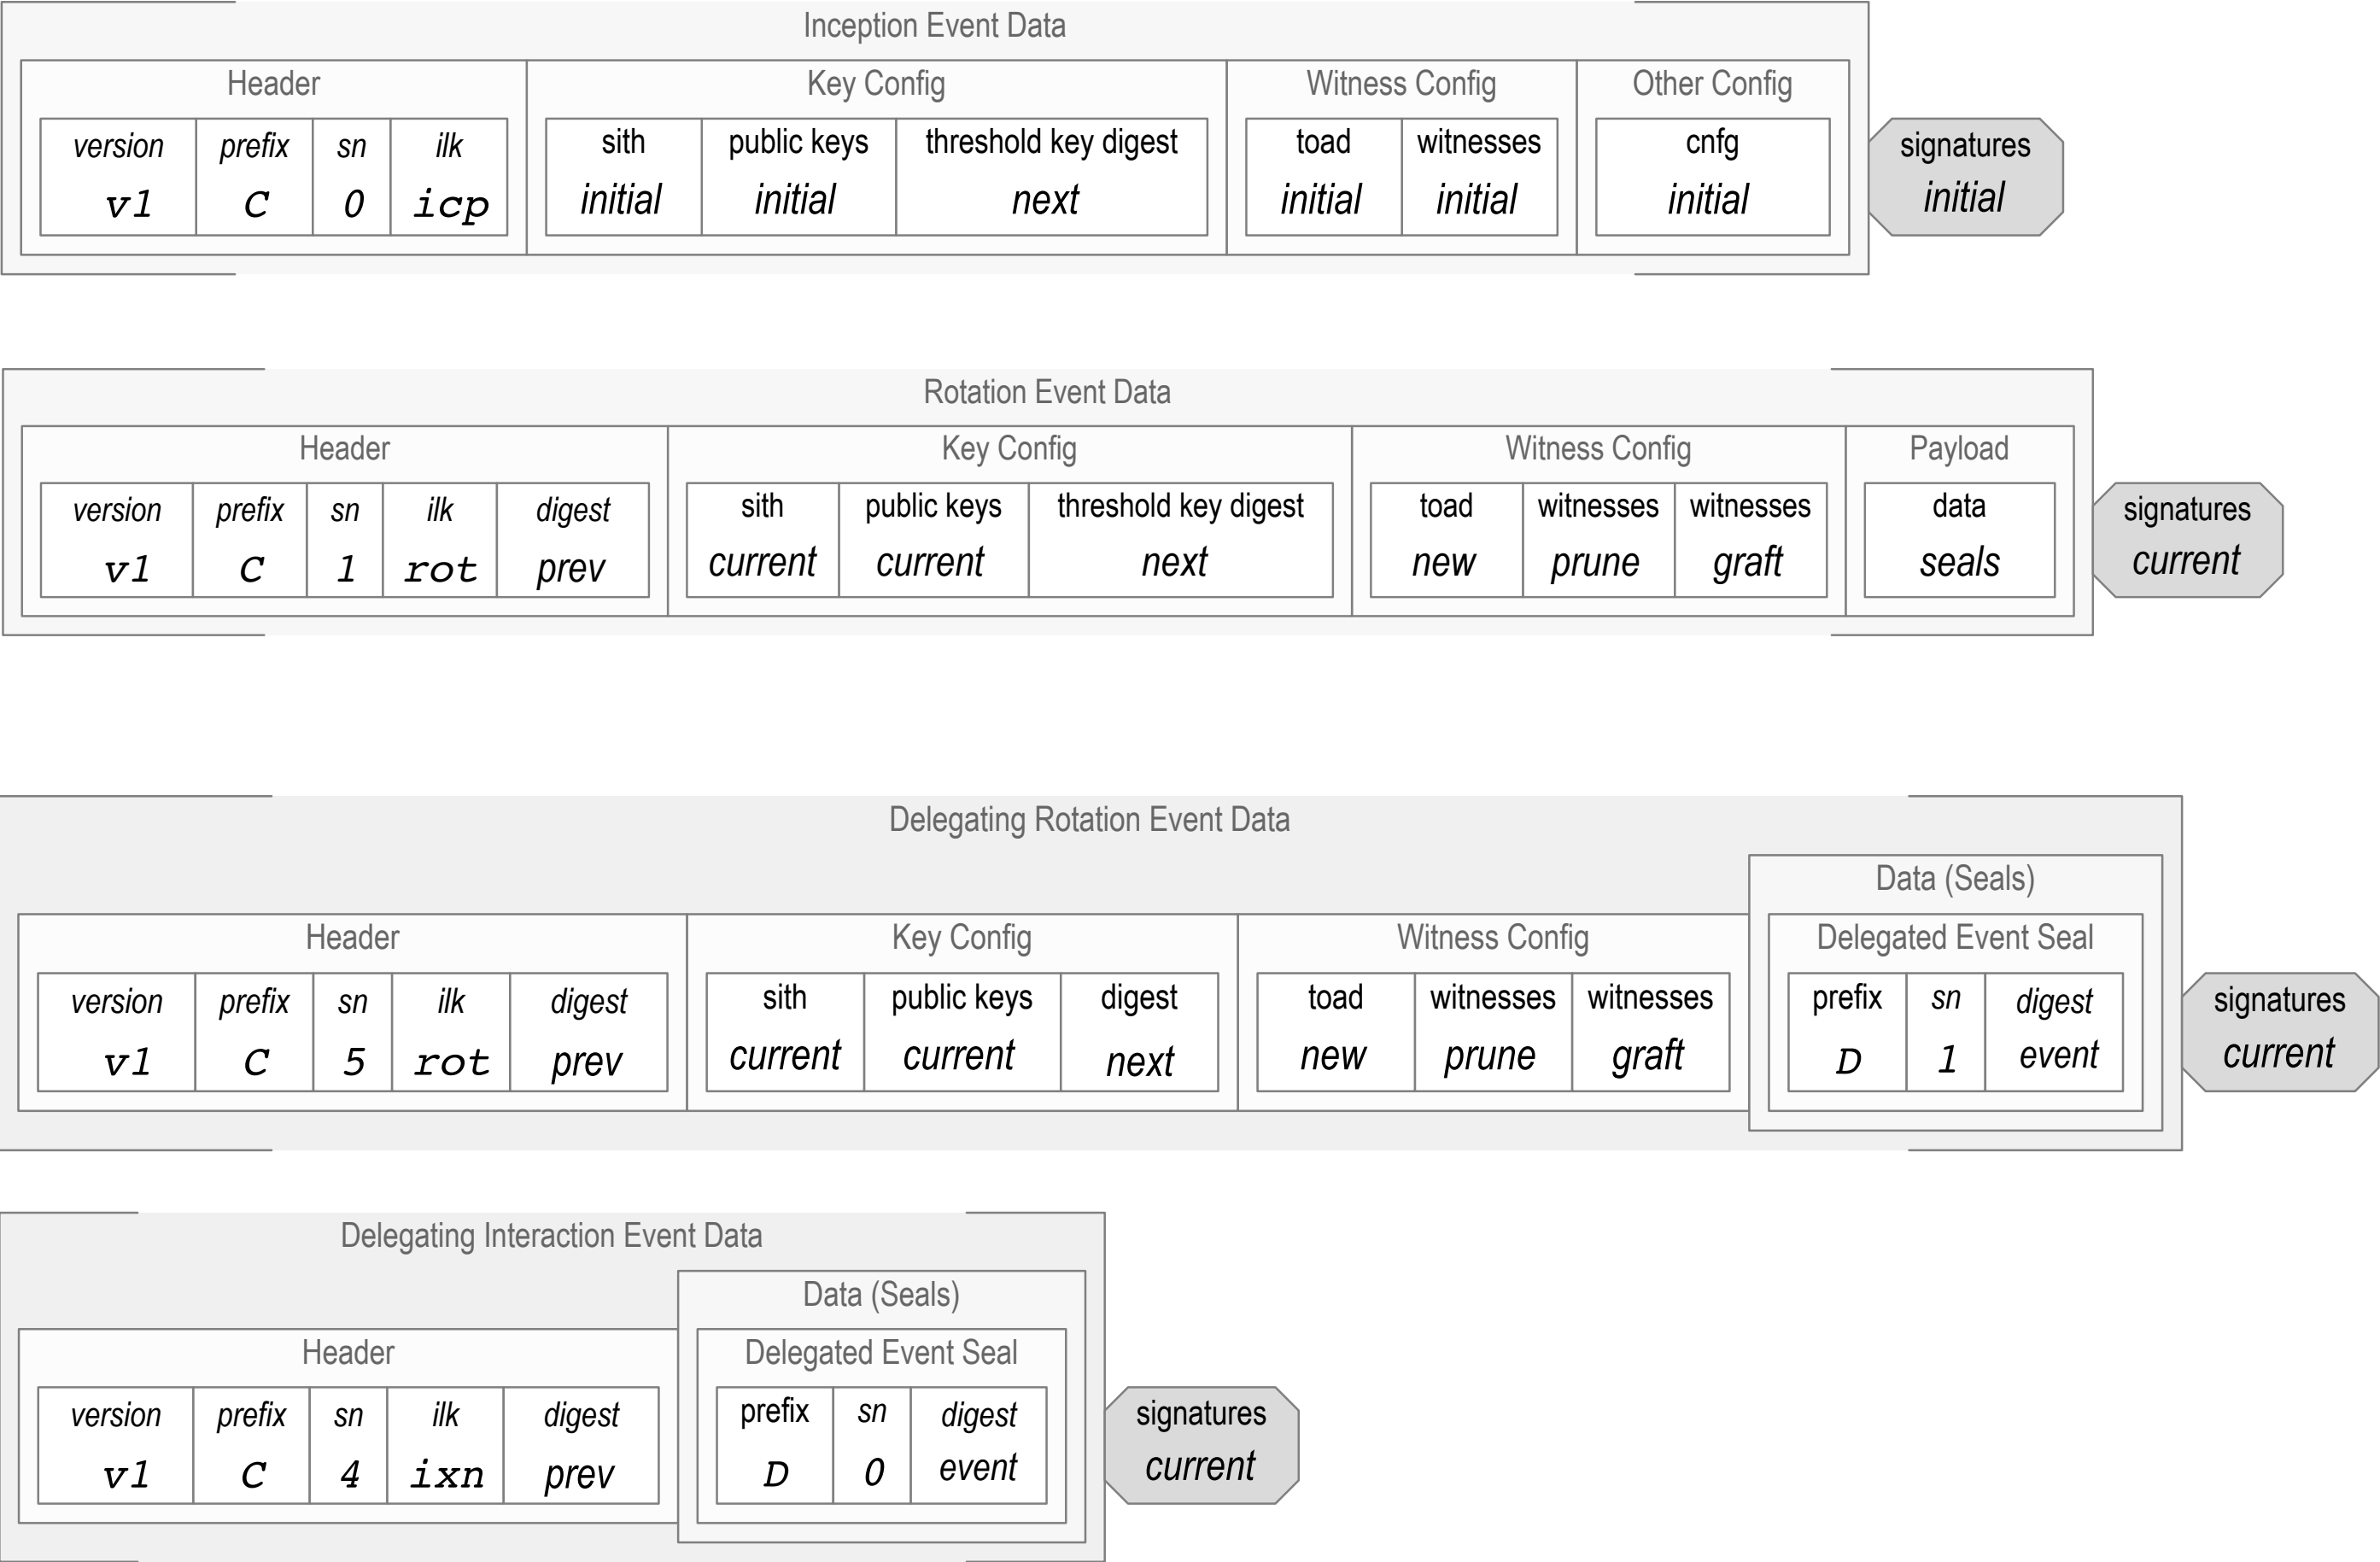 Inception Event Data
Header Key Config Witness Config Other Config
version prefix sn ilk sith public keys threshold key digest toad witnesses cnfg signatures
v1 C 0 icp initial initial next initial initial initial initial
Rotation Event Data
Header Key Config Witness Config Payload
version prefix sn ilk digest sith public keys threshold key digest toad witnesses witnesses data signatures
v1 C 1 rot prev current current next new prune graft seals current
Delegating Rotation Event Data
Data (Seals)
Header Key Config Witness Config Delegated Event Seal
version prefix sn ilk digest sith public keys digest toad witnesses witnesses prefix sn digest signatures
v1 C 5 rot prev current current next new prune graft D 1 event current
Delegating Interaction Event Data
Data (Seals)
Header Delegated Event Seal
version prefix sn ilk digest prefix sn digest signatures
v1 C 4 ixn prev D 0 event current